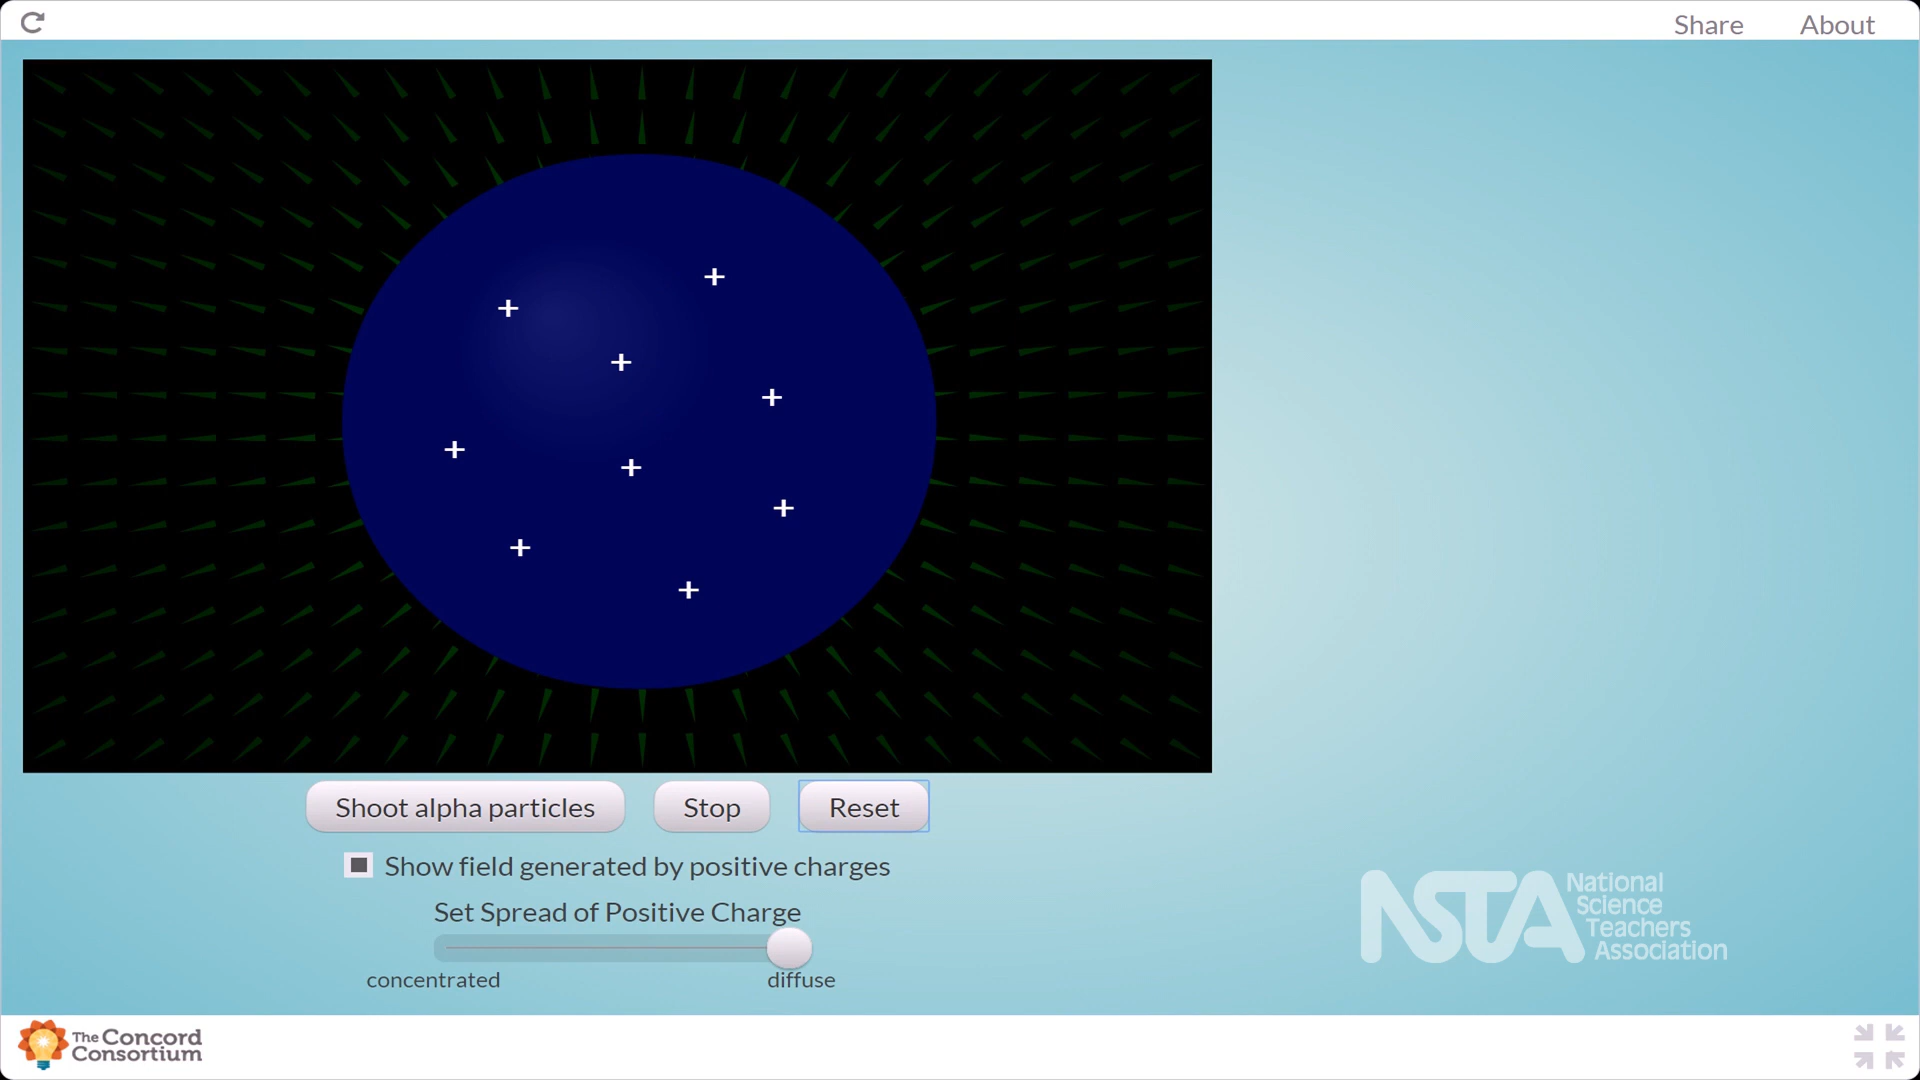 Share About
+
+
+
+
+
+
+
+
+
Shoot alpha particles Stop Reset
Show field generated by positive charges
Set Spread of Positive Charge
concentrated diffuse
NSTA National
Science
Teachers
Association
The Concord
Consortium